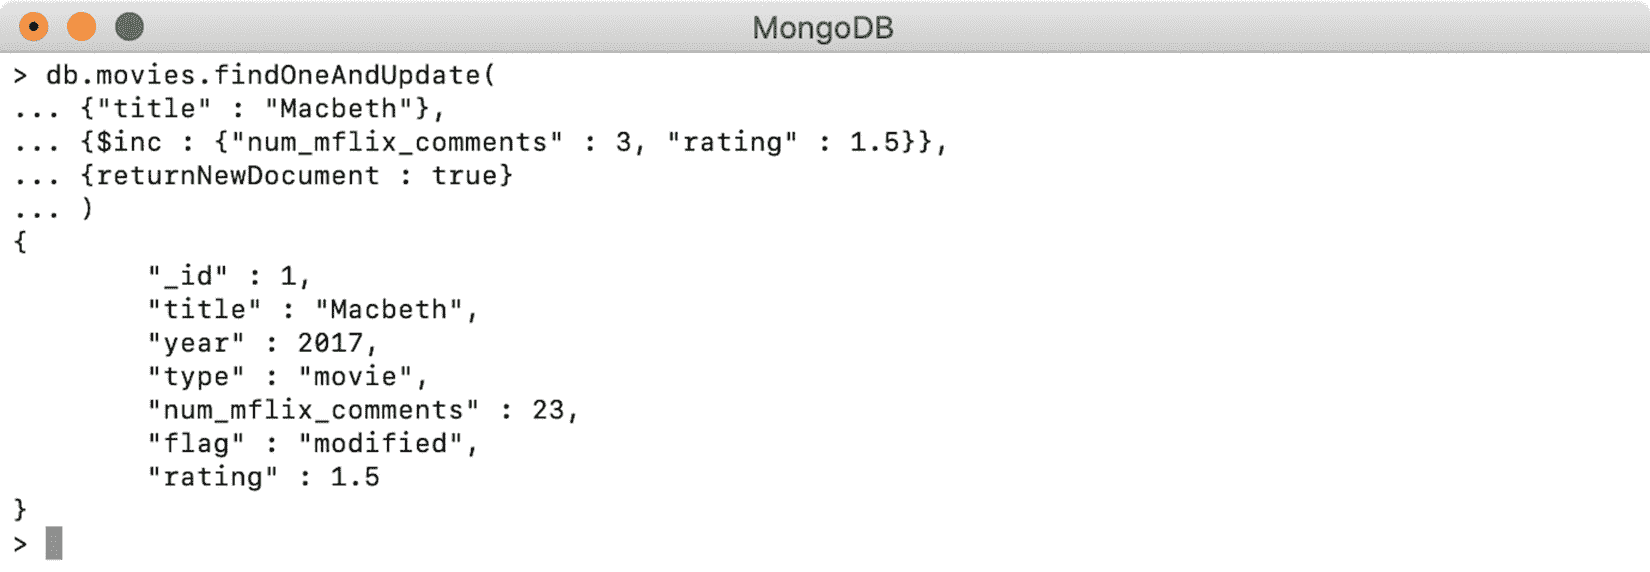 MongoDB
> db.movies.findOneAndUpdate(
... {"title" : "Macbeth"},
... {$inc : {"num_mflix_comments" : 3, "rating" : 1.5}},
... {returnNewDocument : true}
... )
{
        "_id" : 1,
        "title" : "Macbeth",
        "year" : 2017,
        "type" : "movie",
        "num_mflix_comments" : 23,
        "flag" : "modified",
        "rating" : 1.5
}
>